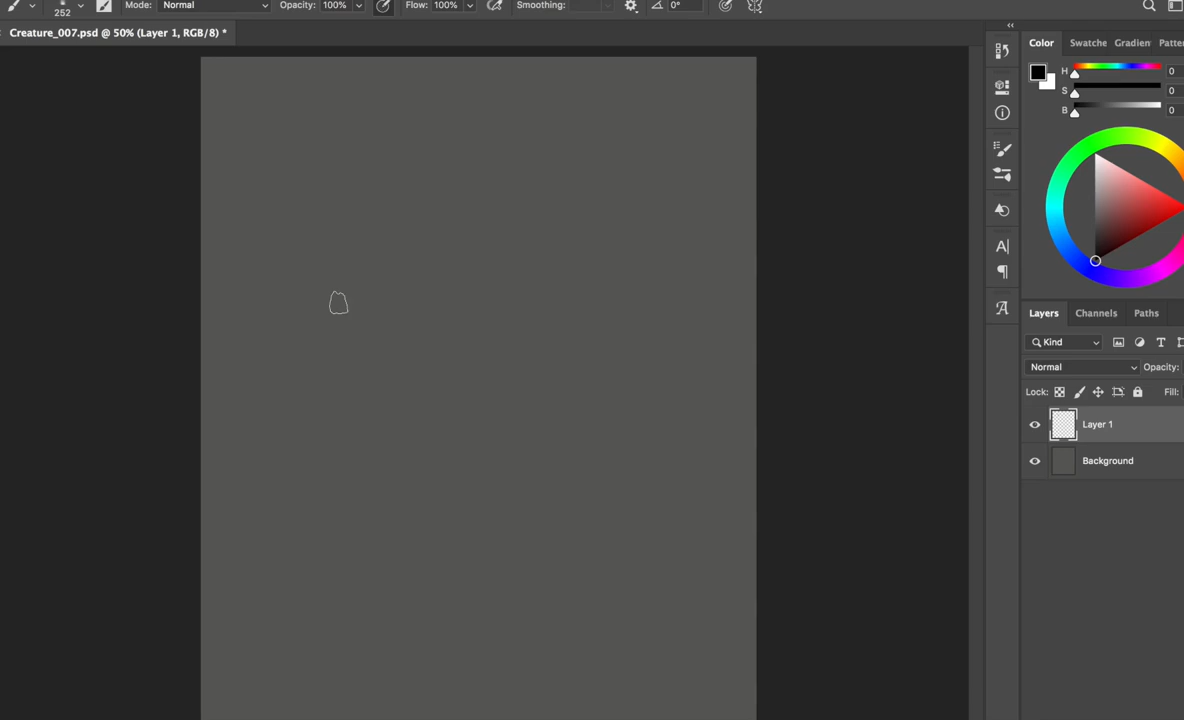 Mode: Normal Opacity: 100% Flow: 100% Smoothing: 0°
252
Creature_007.psd @ 50% (Layer 1, RGB/8) *
Color Swatche Gradien Patte
H 0
S 0
B 0
Layers Channels Paths
Kind
Normal Opacity:
Lock: Fill:
Layer 1
Background